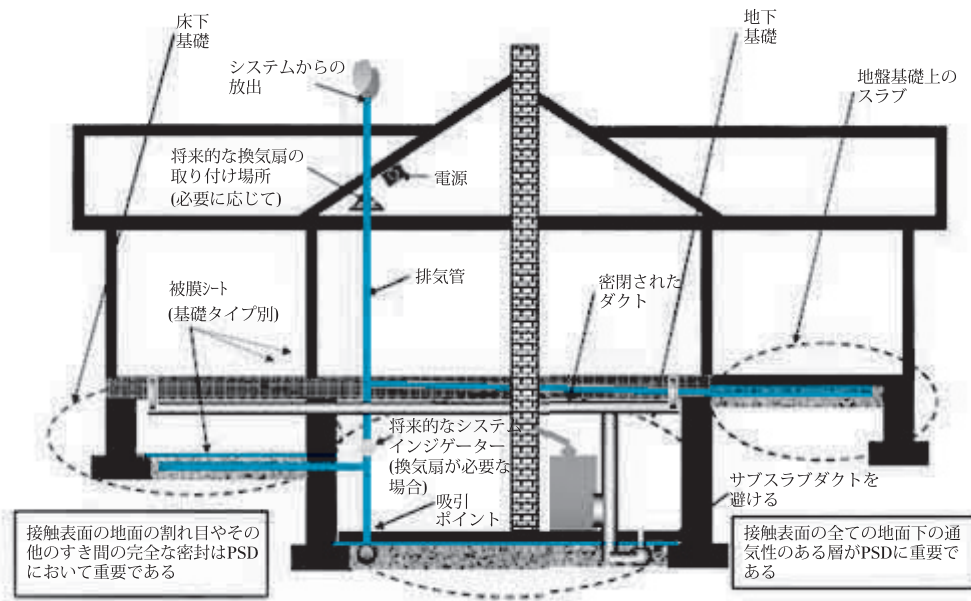 床下
基礎
システムからの
放出
地下
基礎
地盤基礎上の
スラブ
将来的な換気扇の
取り付け場所
(必要に応じて)
電源
排気管
密閉された
ダクト
被膜シート
(基礎タイプ別)
将来的なシステム
インジゲーター
(換気扇が必要な
場合)
吸引
ポイント
サブスラブダクトを
避ける
接触表面の地面の割れ目やその
他のすき間の完全な密封はPSD
において重要である
接触表面の全ての地面下の通
気性のある層がPSDに重要で
ある